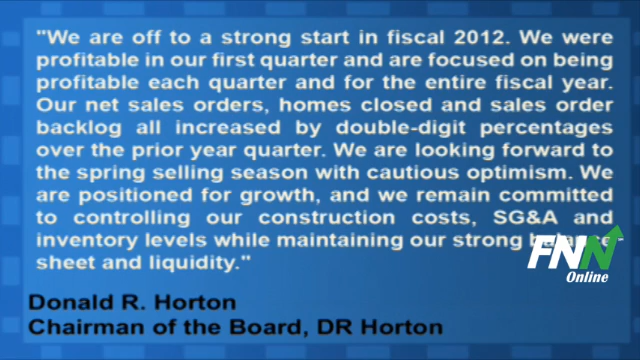 "We are off to a strong start in fiscal 2012. We were
profitable in our first quarter and are focused on being
profitable each quarter and for the entire fiscal year.
Our net sales orders, homes closed and sales order
backlog all increased by double-digit percentages
over the prior year quarter. We are looking forward to
the spring selling season with cautious optimism. We
are positioned for growth, and we remain committed
to controlling our construction costs, SG&A and
inventory levels while maintaining our strong balance
sheet and liquidity."
FNN
Online
Donald R. Horton
Chairman of the Board, DR Horton